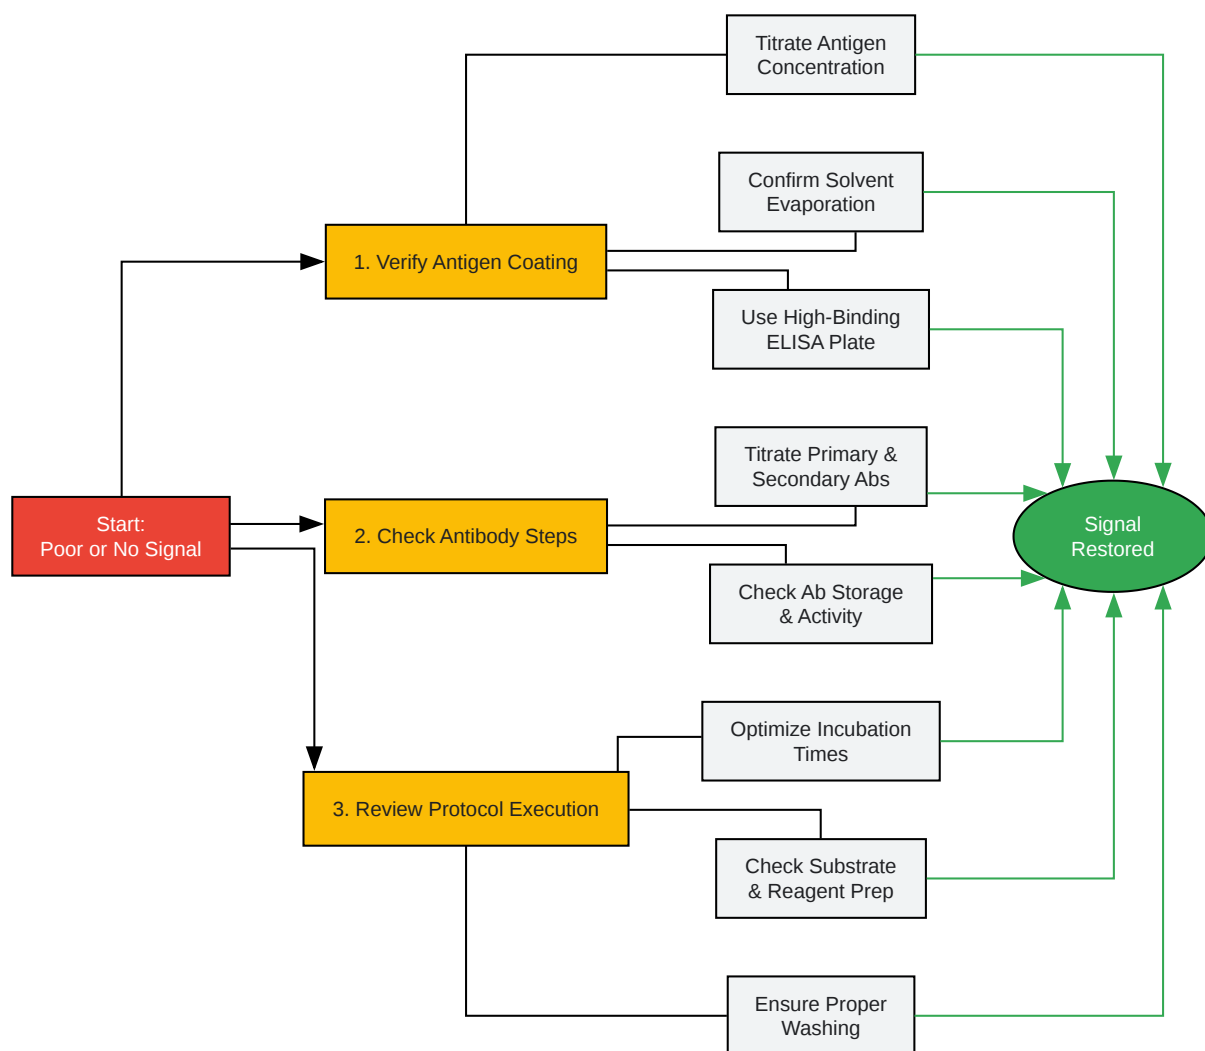 Titrate Antigen
Concentration
Confirm Solvent
Evaporation
1. Verify Antigen Coating
Use High-Binding
ELISA Plate
Titrate Primary &
Secondary Abs
Start:
Poor or No Signal
2. Check Antibody Steps
Signal
Restored
Check Ab Storage
& Activity
Optimize Incubation
Times
3. Review Protocol Execution
Check Substrate
& Reagent Prep
Ensure Proper
Washing